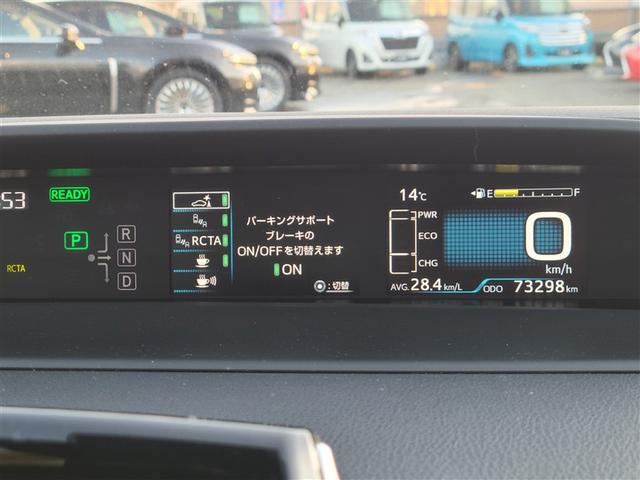 :53
READY
P
R
N
D
RCTA
RCTA
パーキングサポート
ブレーキの
ON/OFFを切替えます
ON
:切替
14℃
E
F
PWR
ECO
CHG
0
km/h
AVG. 28.4 km/L
ODO 73298 km